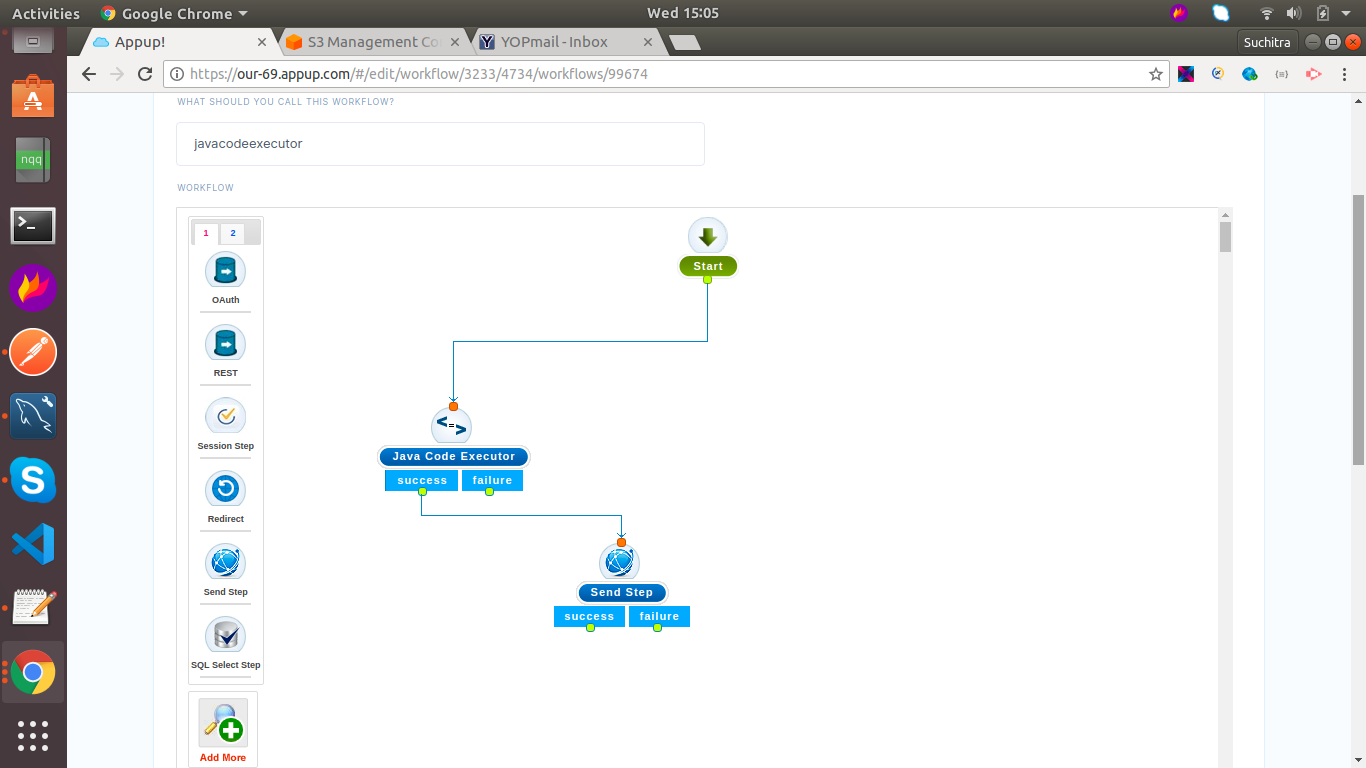 Activities
Google Chrome
Wed 15:05
Appup!
S3 Management Co
YOPmail - Inbox
Suchitra
https://our-69.appup.com/#/edit/workflow/3233/4734/workflows/99674
WHAT SHOULD YOU CALL THIS WORKFLOW?
javacodeexecutor
WORKFLOW
1 2
OAuth
REST
Session Step
Redirect
Send Step
SQL Select Step
Add More
Start
<=>
Java Code Executor
success failure
Send Step
success failure
nqq
>_
A
S
Y
{≡}